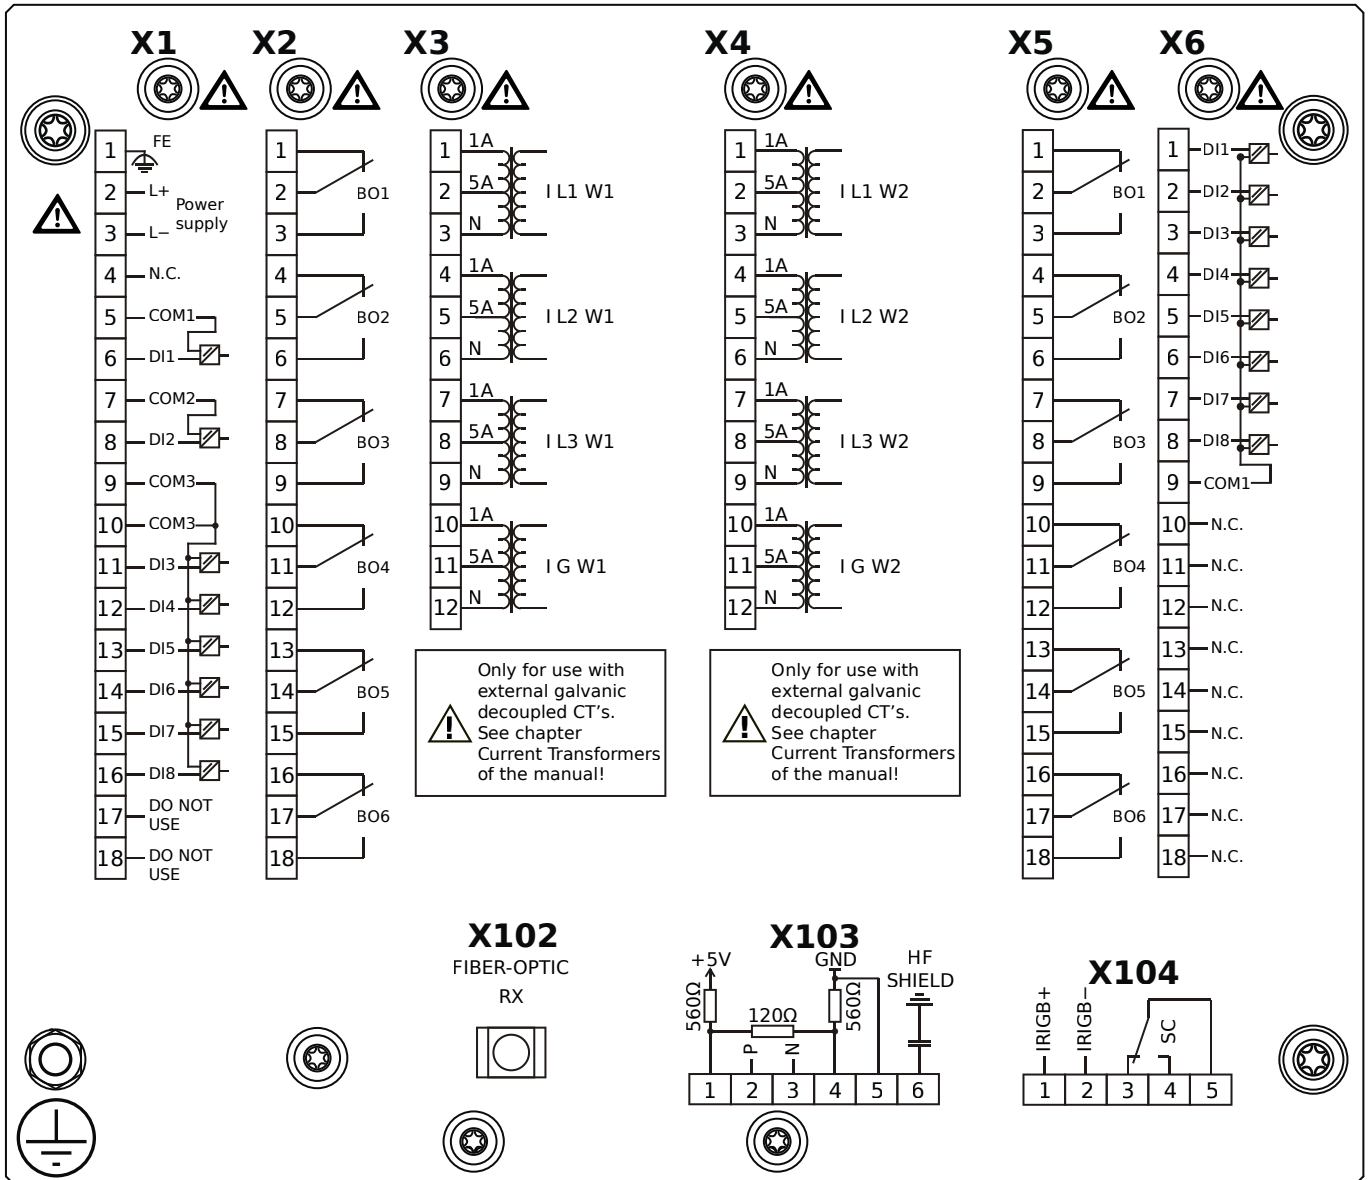 X1 X2 X3 X4 X5 X6
1 FE
2 L+
Power
supply
3 L−
4 N.C.
5 COM1
6 DI1
7 COM2
8 DI2
9 COM3
10 COM3
11 DI3
12 DI4
13 DI5
14 DI6
15 DI7
16 DI8
17 DO NOT
USE
18 DO NOT
USE
1
2 BO1
3
4
5 BO2
6
7
8 BO3
9
10
11 BO4
12
13
14 BO5
15
16
17 BO6
18
1 1A
2 5A I L1 W1
3 N
4 1A
5 5A I L2 W1
6 N
7 1A
8 5A I L3 W1
9 N
10 1A
11 5A I G W1
12 N
Only for use with
external galvanic
decoupled CT's.
See chapter
Current Transformers
of the manual!
1 1A
2 5A I L1 W2
3 N
4 1A
5 5A I L2 W2
6 N
7 1A
8 5A I L3 W2
9 N
10 1A
11 5A I G W2
12 N
Only for use with
external galvanic
decoupled CT's.
See chapter
Current Transformers
of the manual!
1
2 BO1
3
4
5 BO2
6
7
8 BO3
9
10
11 BO4
12
13
14 BO5
15
16
17 BO6
18
1 DI1
2 DI2
3 DI3
4 DI4
5 DI5
6 DI6
7 DI7
8 DI8
9 COM1
10 N.C.
11 N.C.
12 N.C.
13 N.C.
14 N.C.
15 N.C.
16 N.C.
17 N.C.
18 N.C.
X102
FIBER-OPTIC
RX
X103
+5V GND HF
SHIELD
560Ω 120Ω 560Ω
P N
1 2 3 4 5 6
X104
IRIGB+ IRIGB− SC
1 2 3 4 5